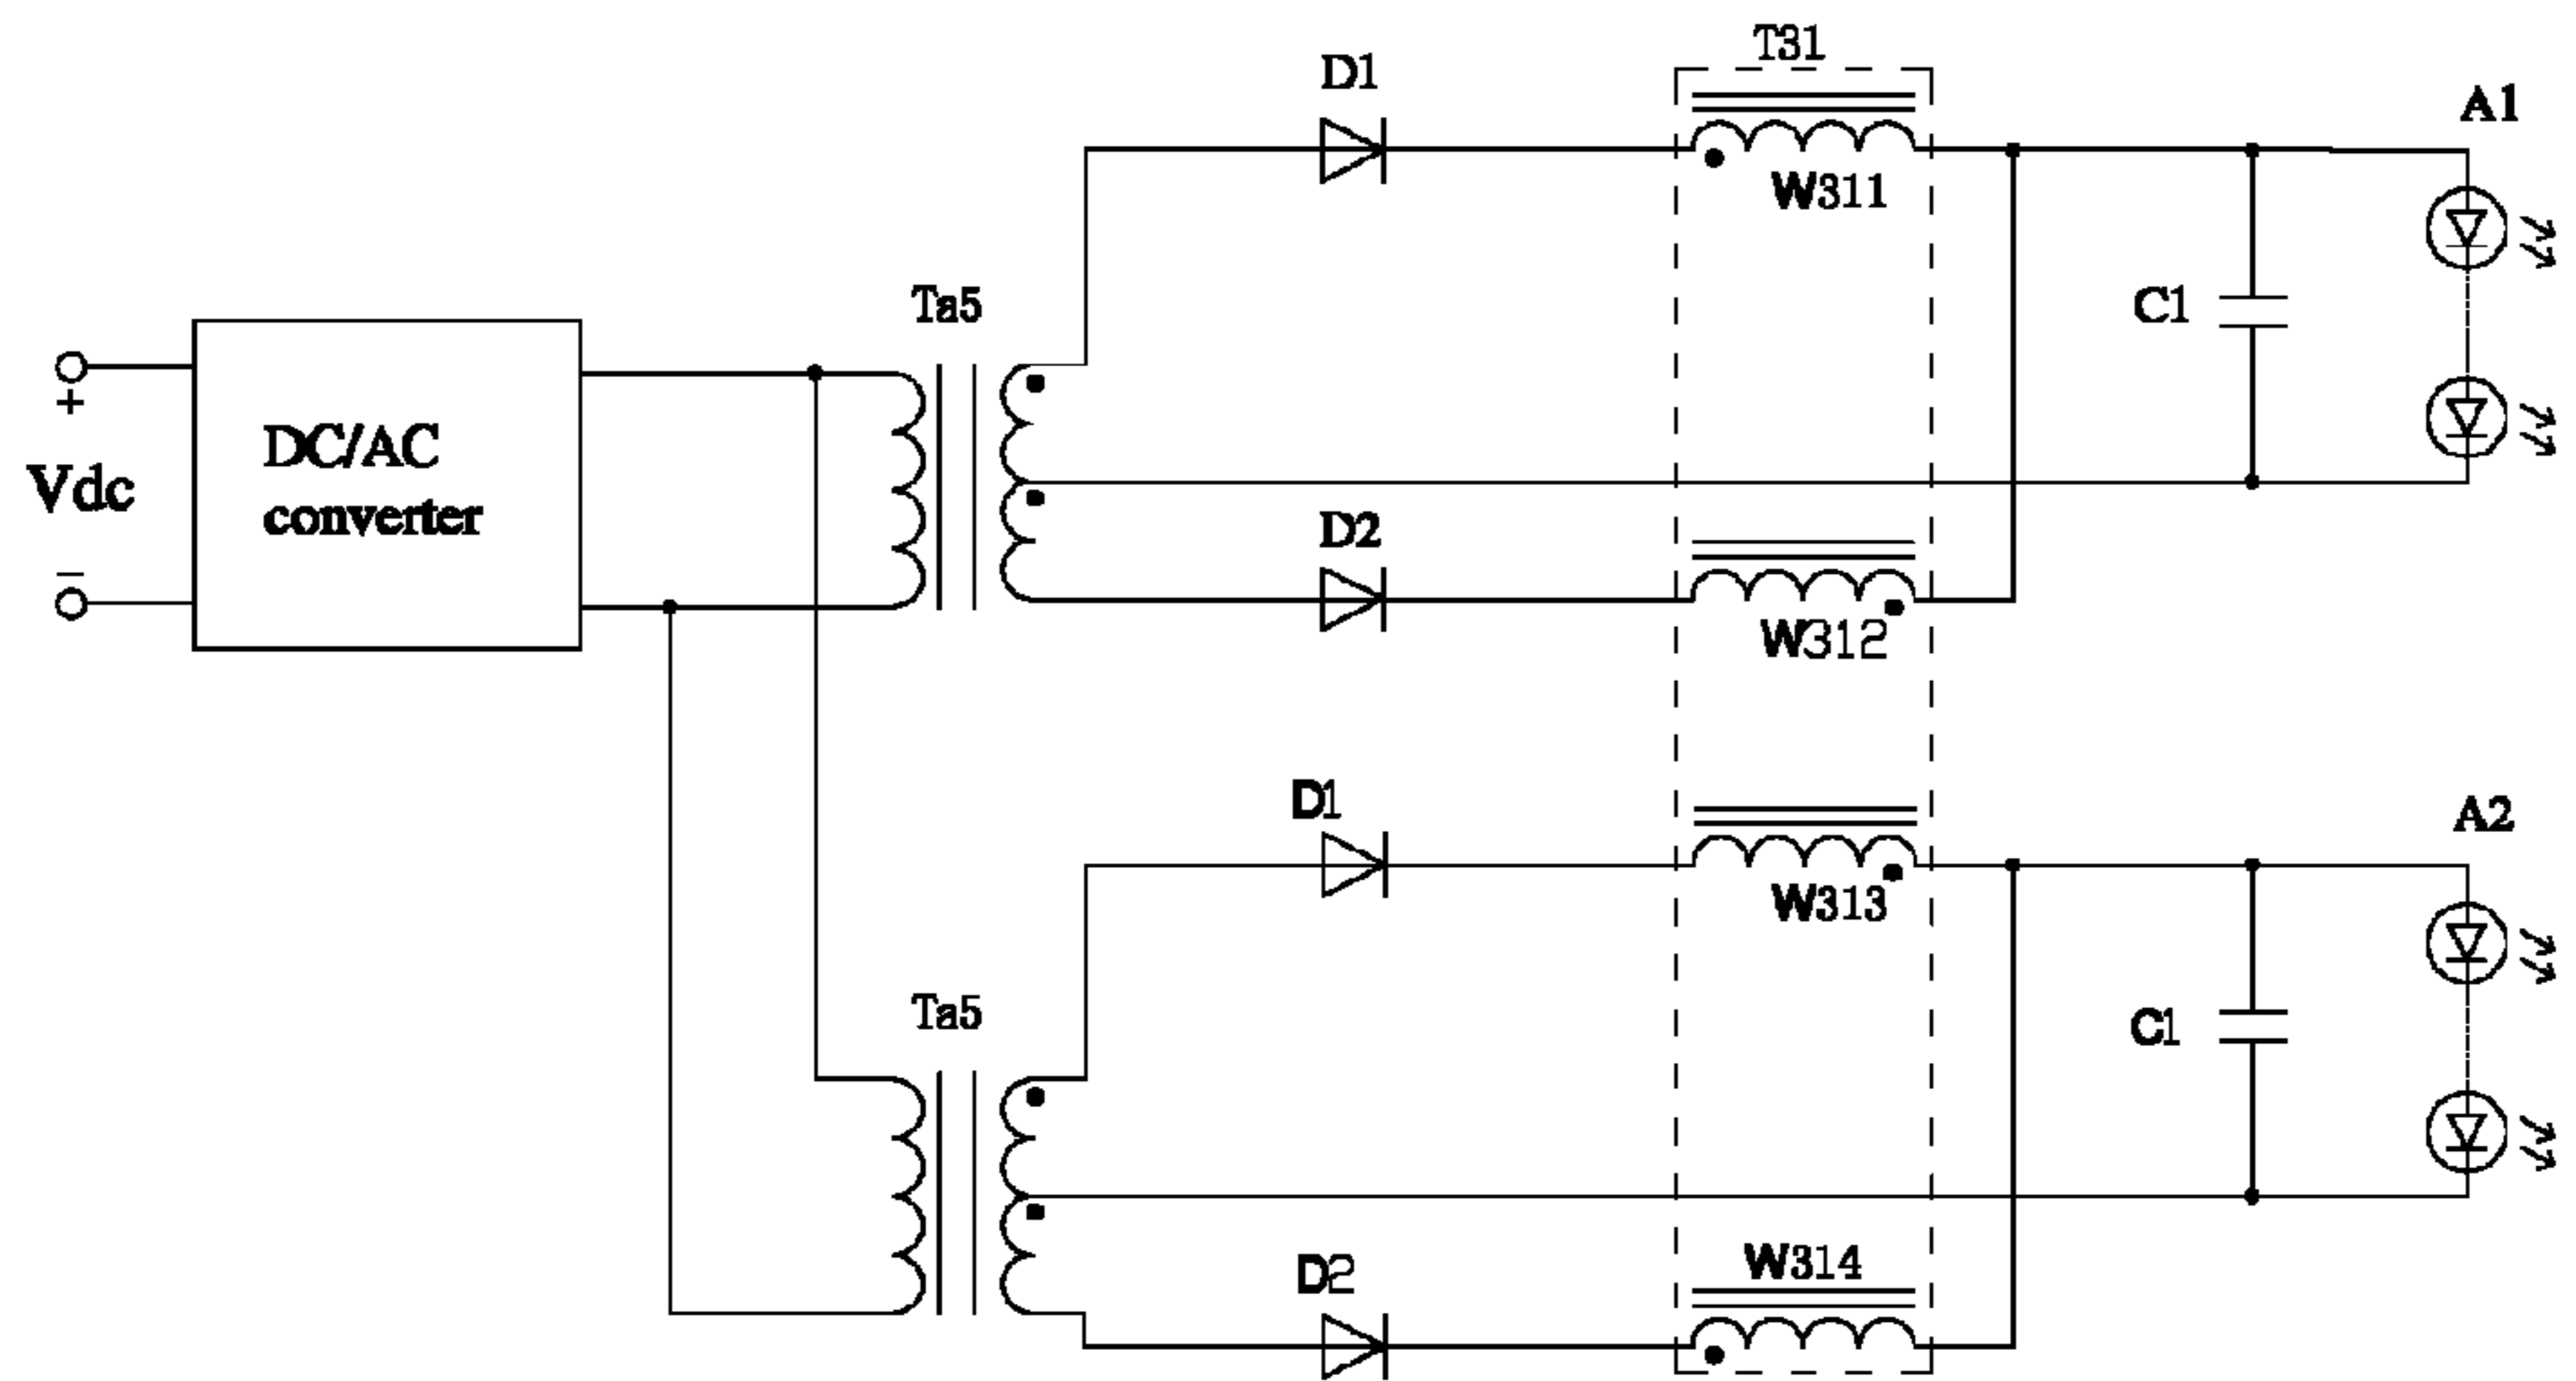 T31
D1
A1
W311
Ta5
C1
+
DC/AC
converter
Vdc
D2
−
W312
D1
A2
W313
Ta5
C1
W314
D2